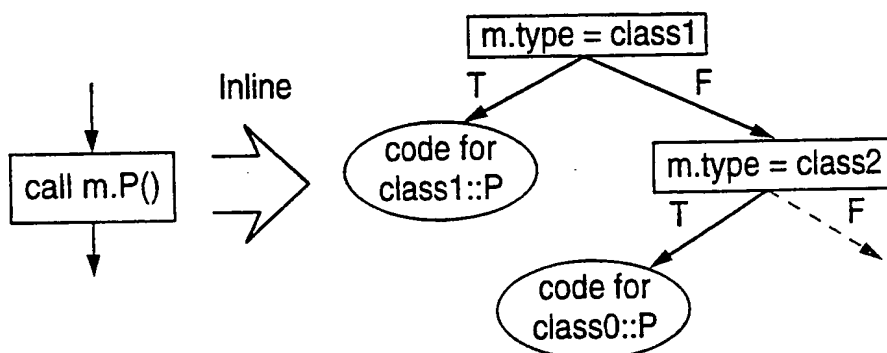 m.type = class1
T
F
Inline
call m.P()
code for
class1::P
m.type = class2
T
F
code for
class0::P